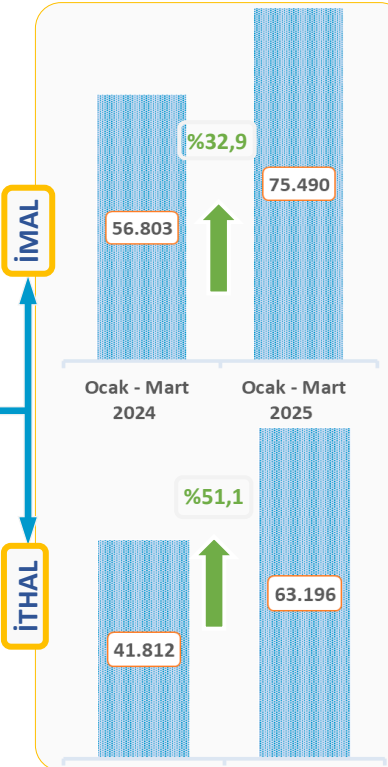 İMAL
%32,9
56.803
75.490
Ocak - Mart
2024
Ocak - Mart
2025
İTHAL
%51,1
41.812
63.196